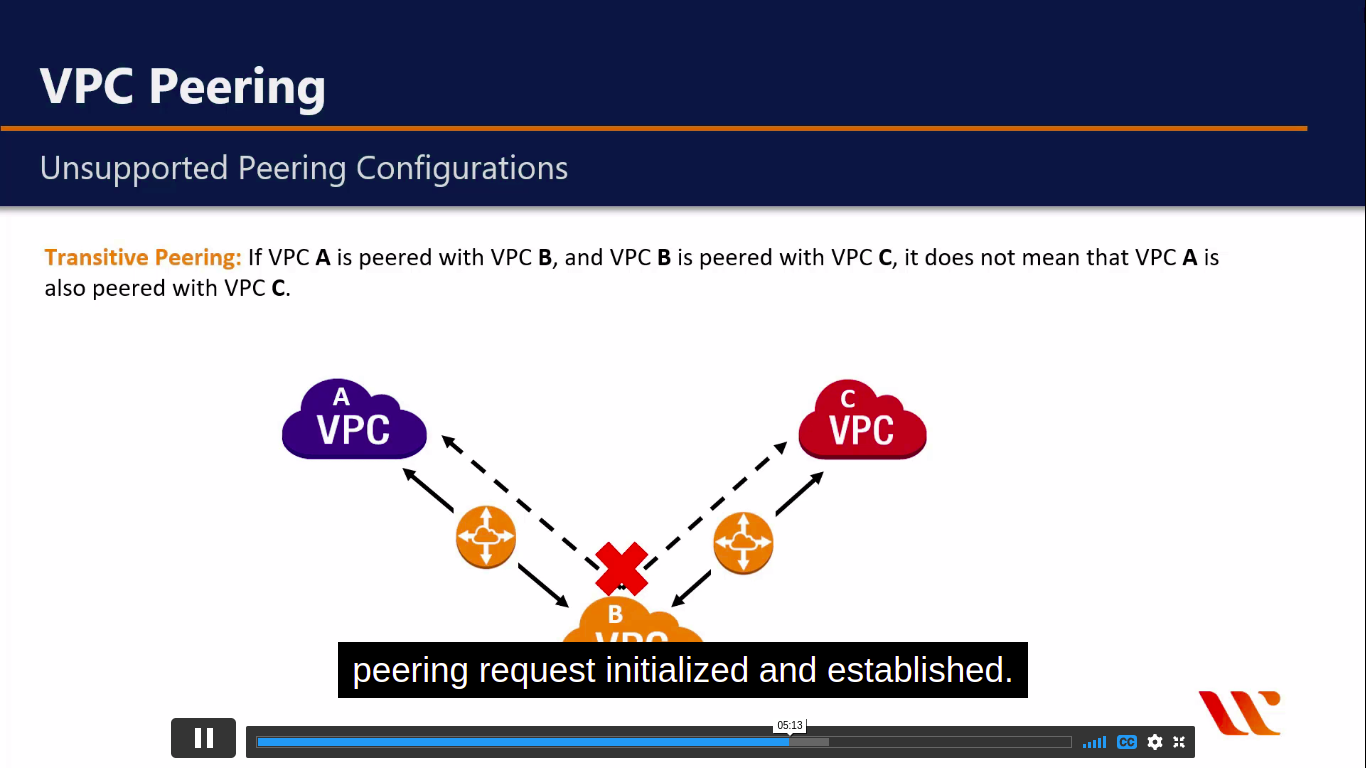 VPC Peering
Unsupported Peering Configurations
Transitive Peering: If VPC A is peered with VPC B, and VPC B is peered with VPC C, it does not mean that VPC A is
also peered with VPC C.
A
VPC
C
VPC
B
VPC
peering request initialized and established.
05:13
CC